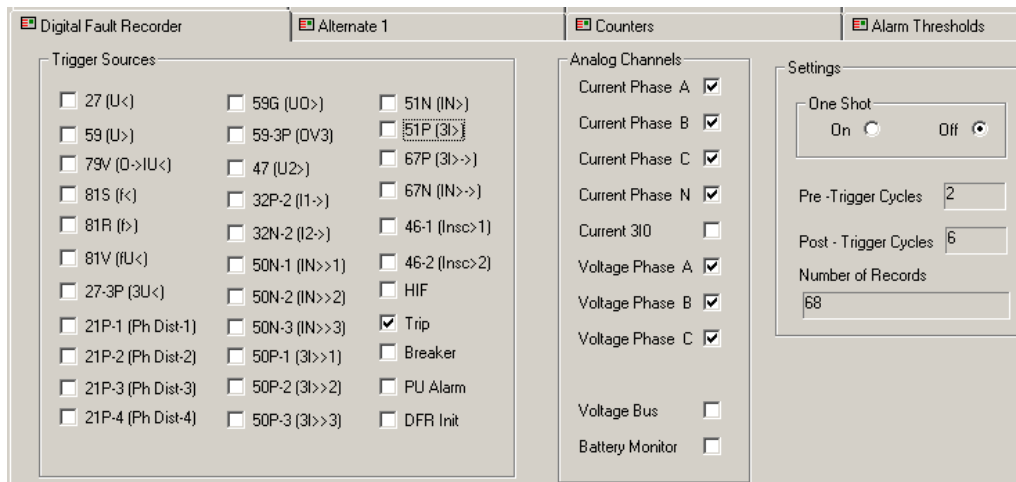 Digital Fault Recorder
Alternate 1
Counters
Alarm Thresholds
Trigger Sources
27 (U<)
59 (U>)
79V (O->IU<)
81S (f<)
81R (f>)
81V (fU<)
27-3P (3U<)
21P-1 (Ph Dist-1)
21P-2 (Ph Dist-2)
21P-3 (Ph Dist-3)
21P-4 (Ph Dist-4)
59G (UO>)
59-3P (OV3)
47 (U2>)
32P-2 (I1->)
32N-2 (I2->)
50N-1 (IN>>1)
50N-2 (IN>>2)
50N-3 (IN>>3)
50P-1 (3I>>1)
50P-2 (3I>>2)
50P-3 (3I>>3)
51N (IN>)
51P (3I>)
67P (3I>->)
67N (IN>->)
46-1 (Insc>1)
46-2 (Insc>2)
HIF
Trip
Breaker
PU Alarm
DFR Init
Analog Channels
Current Phase A
Current Phase B
Current Phase C
Current Phase N
Current 3I0
Voltage Phase A
Voltage Phase B
Voltage Phase C
Voltage Bus
Battery Monitor
Settings
One Shot
On Off
Pre -Trigger Cycles 2
Post - Trigger Cycles 6
Number of Records
68